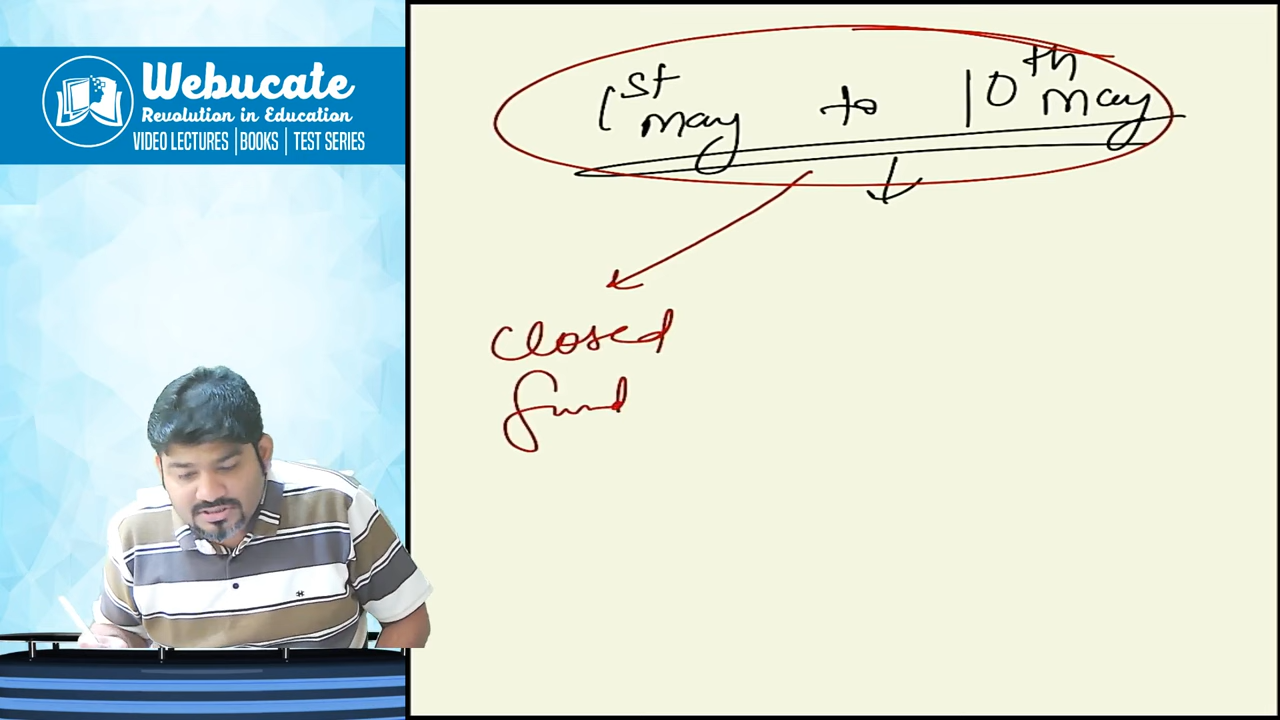 Webucate
Revolution in Education
VIDEO LECTURES | BOOKS | TEST SERIES
1st may to 10th may
closed
fund